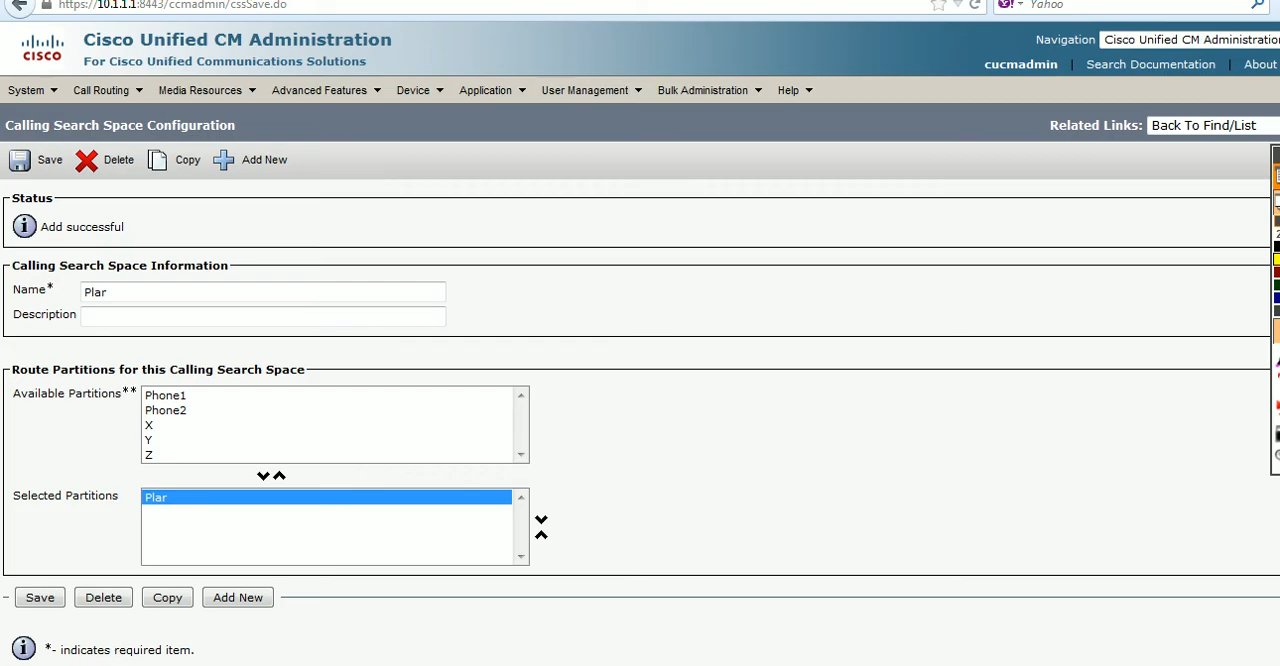 https://10.1.1.1:8443/ccmadmin/cssSave.do
Yahoo
CISCO
Cisco Unified CM Administration
For Cisco Unified Communications Solutions
Navigation Cisco Unified CM Administration
cucmadmin | Search Documentation | About
System Call Routing Media Resources Advanced Features Device Application User Management Bulk Administration Help
Calling Search Space Configuration
Related Links: Back To Find/List
Save Delete Copy Add New
Status
Add successful
Calling Search Space Information
Name* Plar
Description
Route Partitions for this Calling Search Space
Available Partitions** Phone1
Phone2
X
Y
Z
Selected Partitions Plar
Save Delete Copy Add New
*- indicates required item.